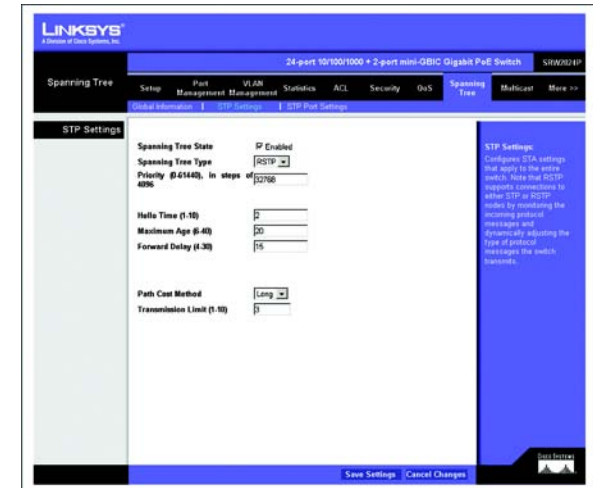 LINKSYS®
A Division of Cisco Systems, Inc.
24-port 10/100/1000 + 2-port mini-GBIC Gigabit PoE Switch
SRW2024P
Spanning Tree
Setup
Port Management
VLAN Management
Statistics
ACL
Security
QoS
Spanning Tree
Multicast
More >>
Global Information
STP Settings
STP Port Settings
STP Settings
Spanning Tree State
Enabled
Spanning Tree Type
RSTP
Priority (0-61440), in steps of 4096
32768
Hello Time (1-10)
2
Maximum Age (6-40)
20
Forward Delay (4-30)
15
Path Cost Method
Long
Transmission Limit (1-10)
3
STP Settings:
Configures STA settings
that apply to the entire
switch. Note that RSTP
supports connections to
either STP or RSTP
nodes by monitoring the
incoming protocol
messages and
dynamically adjusting the
type of protocol
messages the switch
transmits.
Save Settings
Cancel Changes
CISCO SYSTEMS